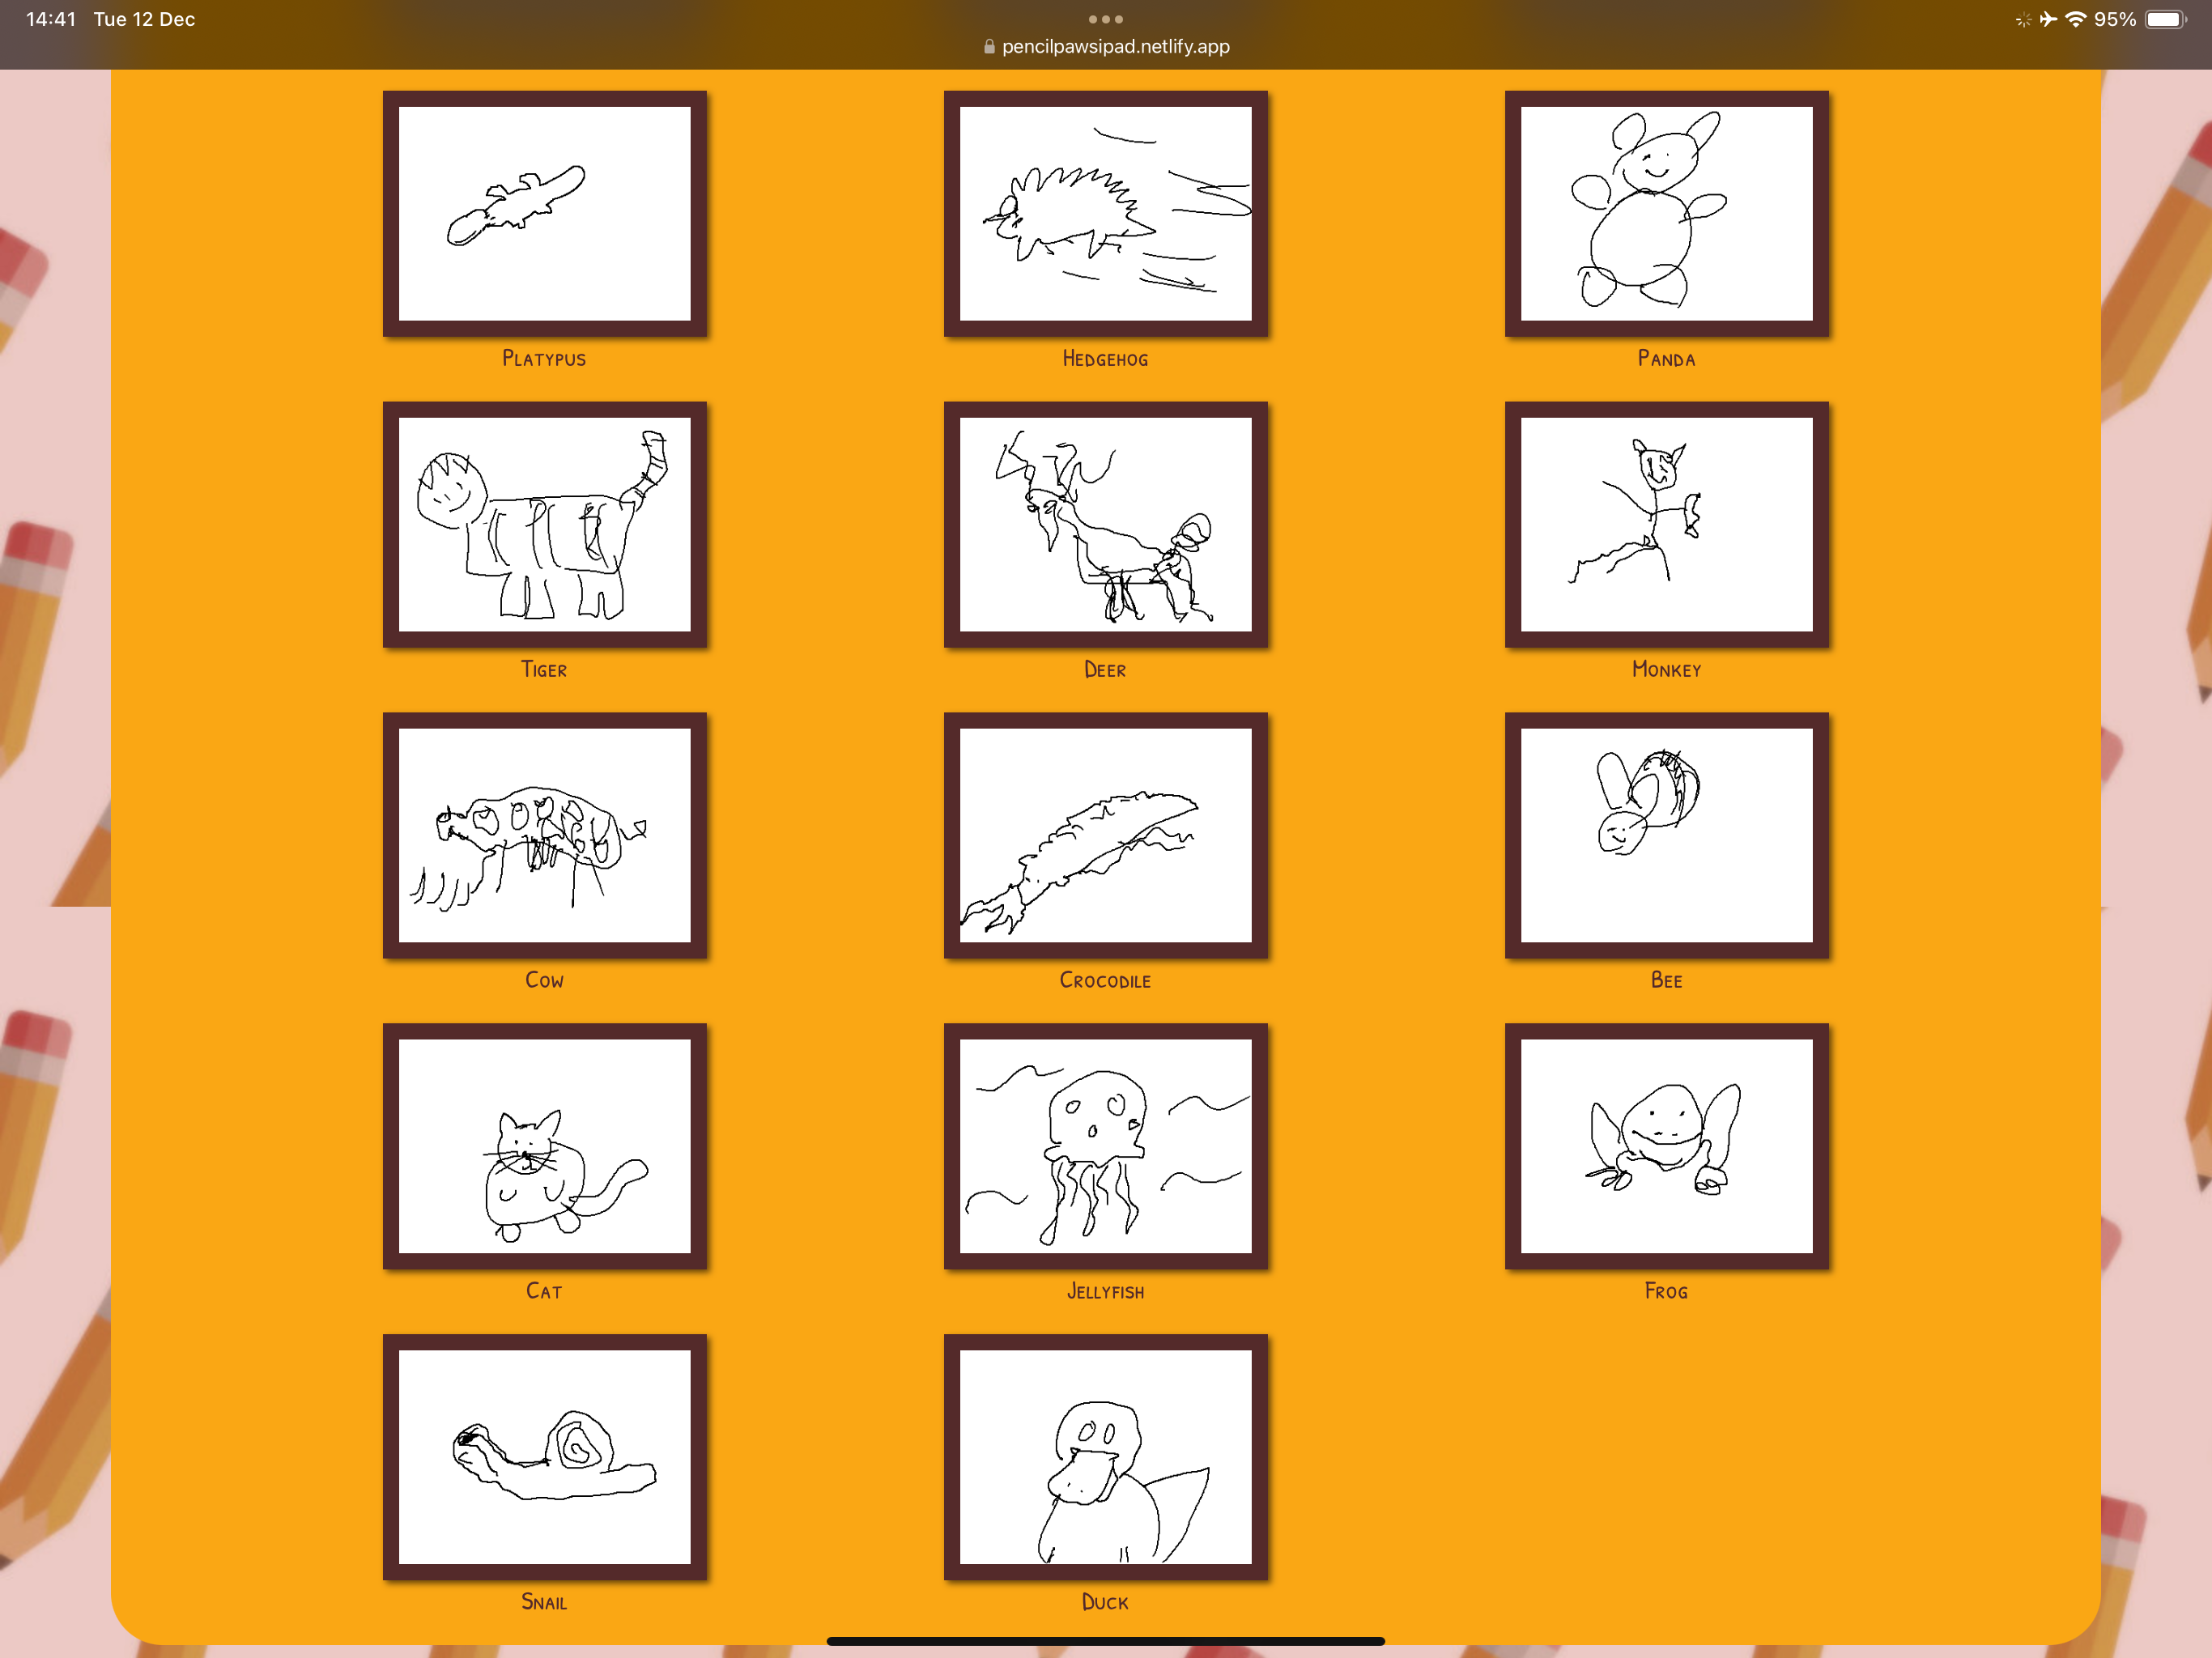 14:41 Tue 12 Dec
95%
pencilpawsipad.netlify.app
Platypus
Hedgehog
Panda
Tiger
Deer
Monkey
Cow
Crocodile
Bee
Cat
Jellyfish
Frog
Snail
Duck